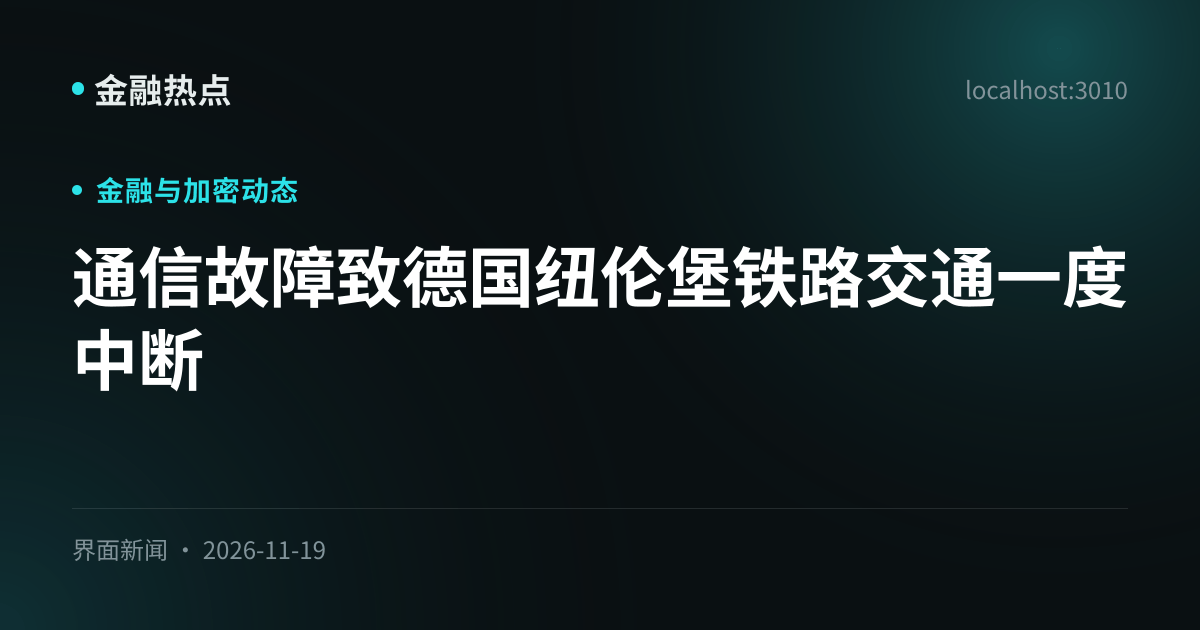 金融热点
localhost:3010
金融与加密动态
通信故障致德国纽伦堡铁路交通一度
中断
界面新闻 · 2026-11-19